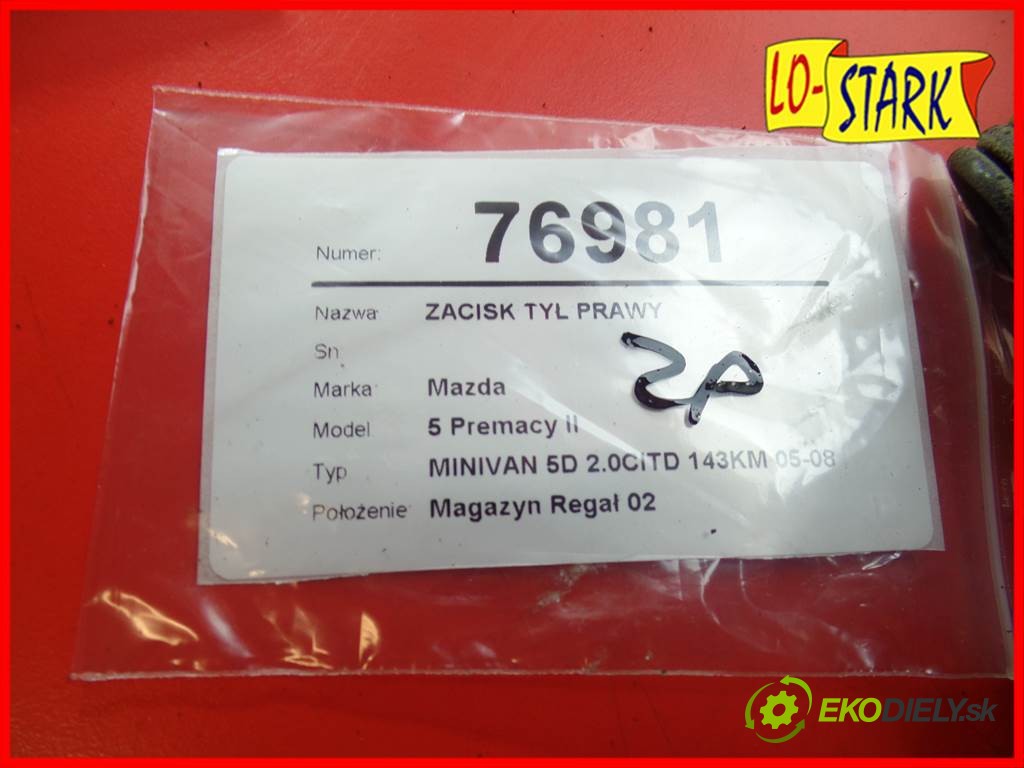 LO-STARK
Numer: 76981
Nazwa: ZACISK TYŁ PRAWY
Sn
Marka: Mazda
Model: 5 Premacy II
Typ MINIVAN 5D 2.0CITD 143KM 05-08
Położenie: Magazyn Regał 02
EKODIELY.sk